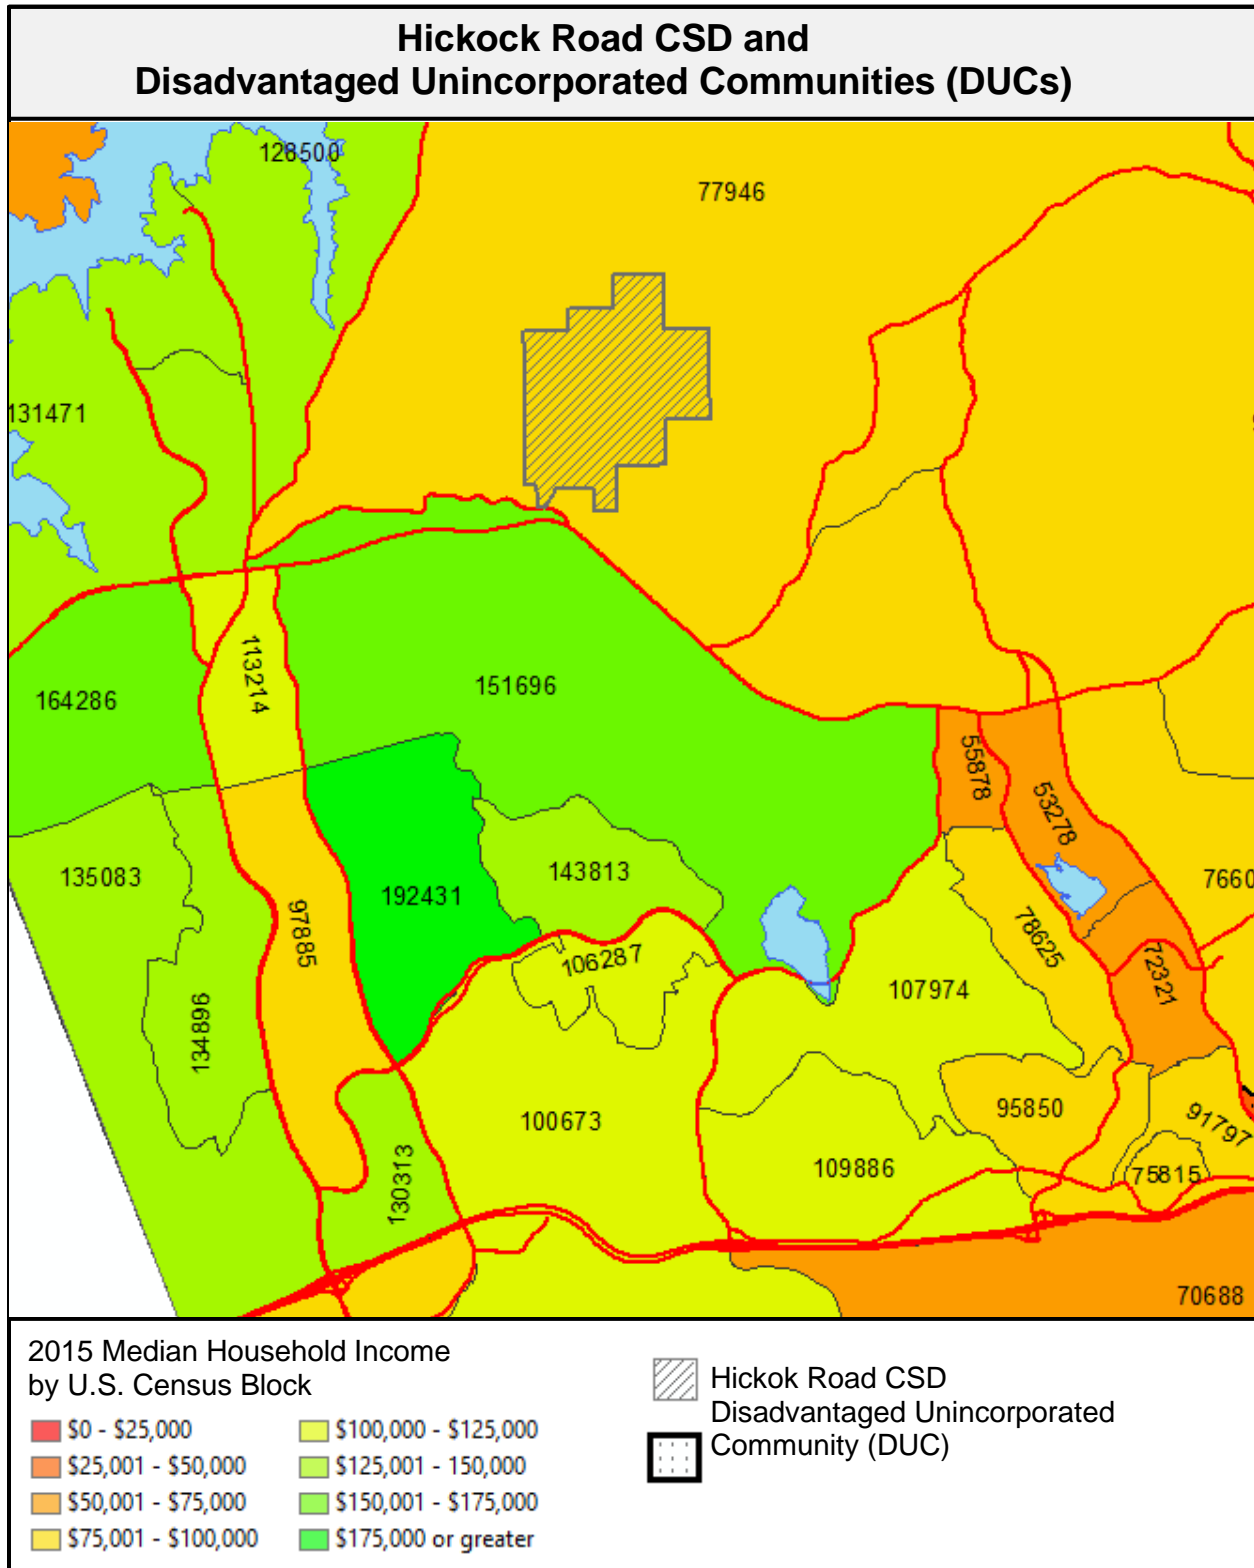 Hickock Road CSD and
Disadvantaged Unincorporated Communities (DUCs)
128500
77946
131471
113214
151696
164286
55878
53278
135083
143813
192431
7660
97885
78625
106287
72321
107974
134896
95850
100673
91797
109886
75815
130313
70688
2015 Median Household Income
by U.S. Census Block
$0 - $25,000
$25,001 - $50,000
$50,001 - $75,000
$75,001 - $100,000
$100,000 - $125,000
$125,001 - 150,000
$150,001 - $175,000
$175,000 or greater
Hickok Road CSD
Disadvantaged Unincorporated
Community (DUC)